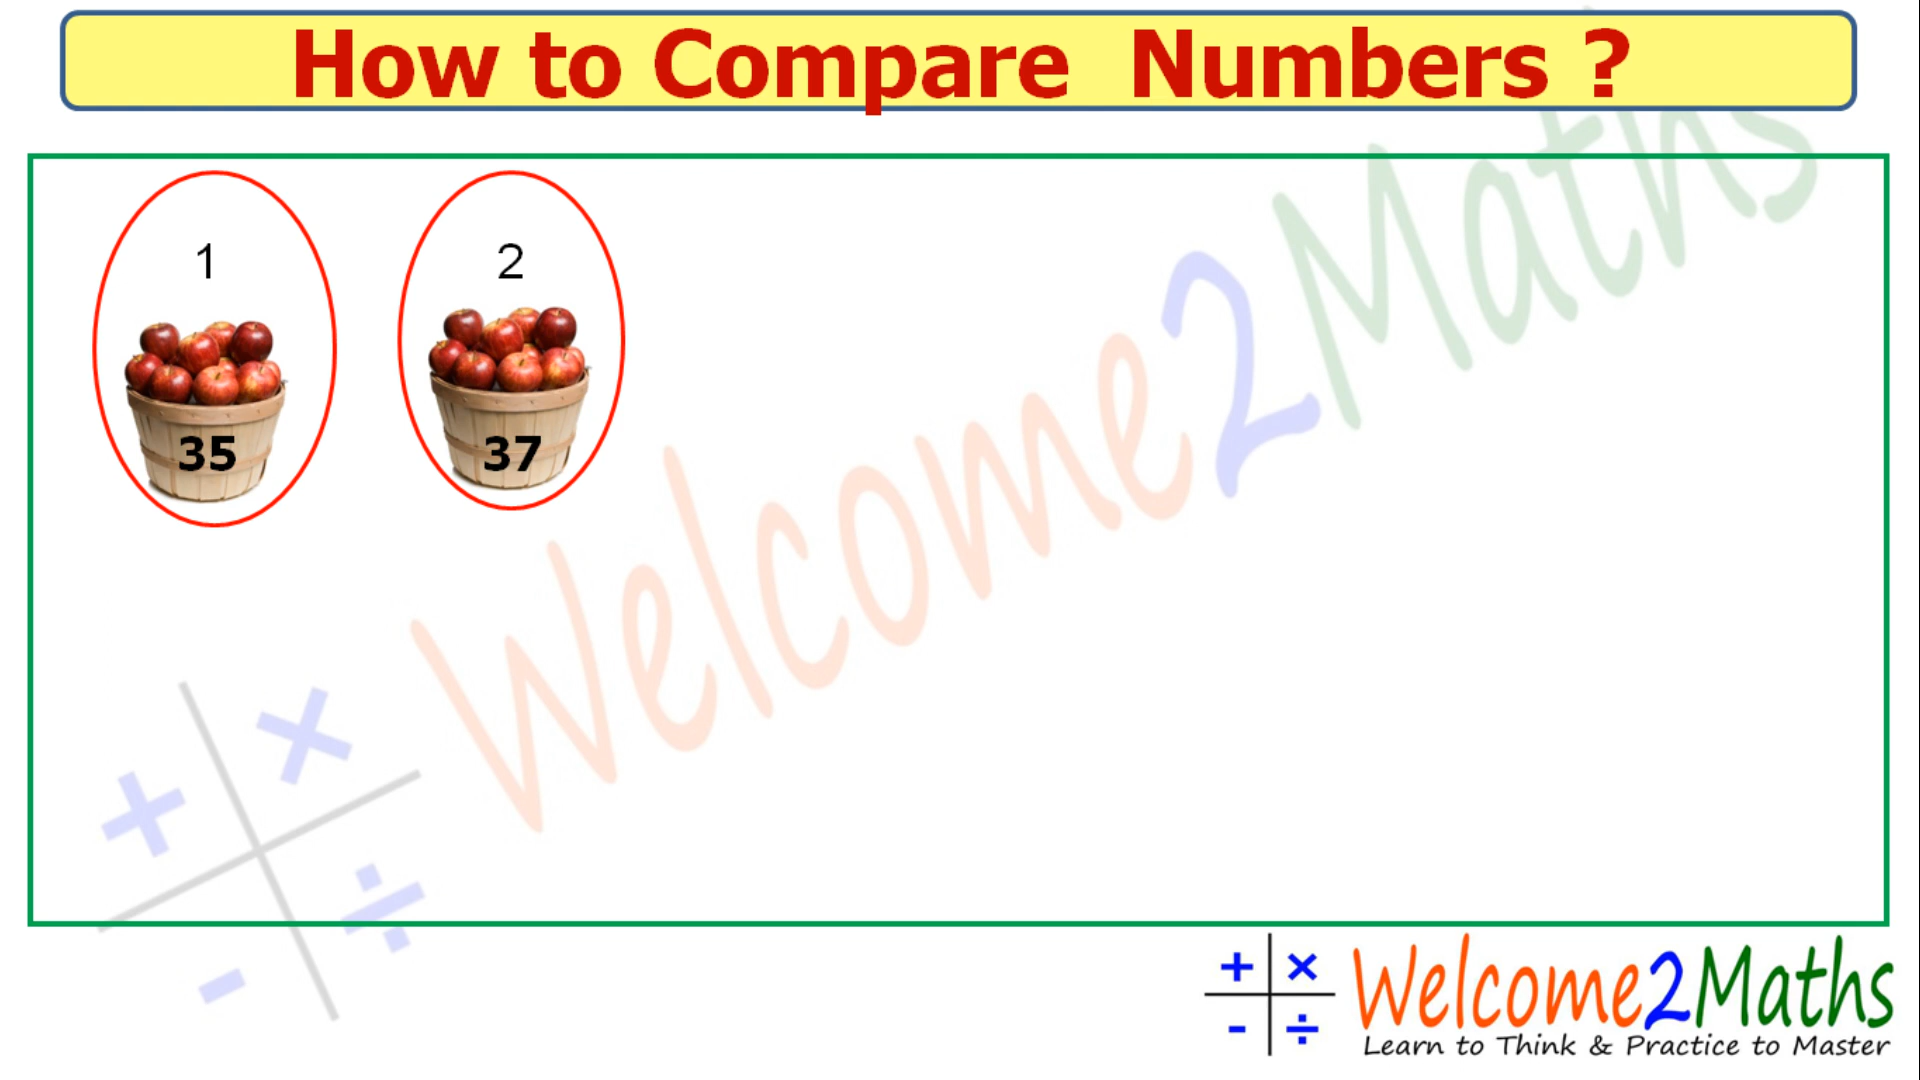 How to Compare Numbers ?
1 2
35 37
Welcome2Maths
+ ×
- ÷
+ × Welcome2Maths
- ÷ Learn to Think & Practice to Master